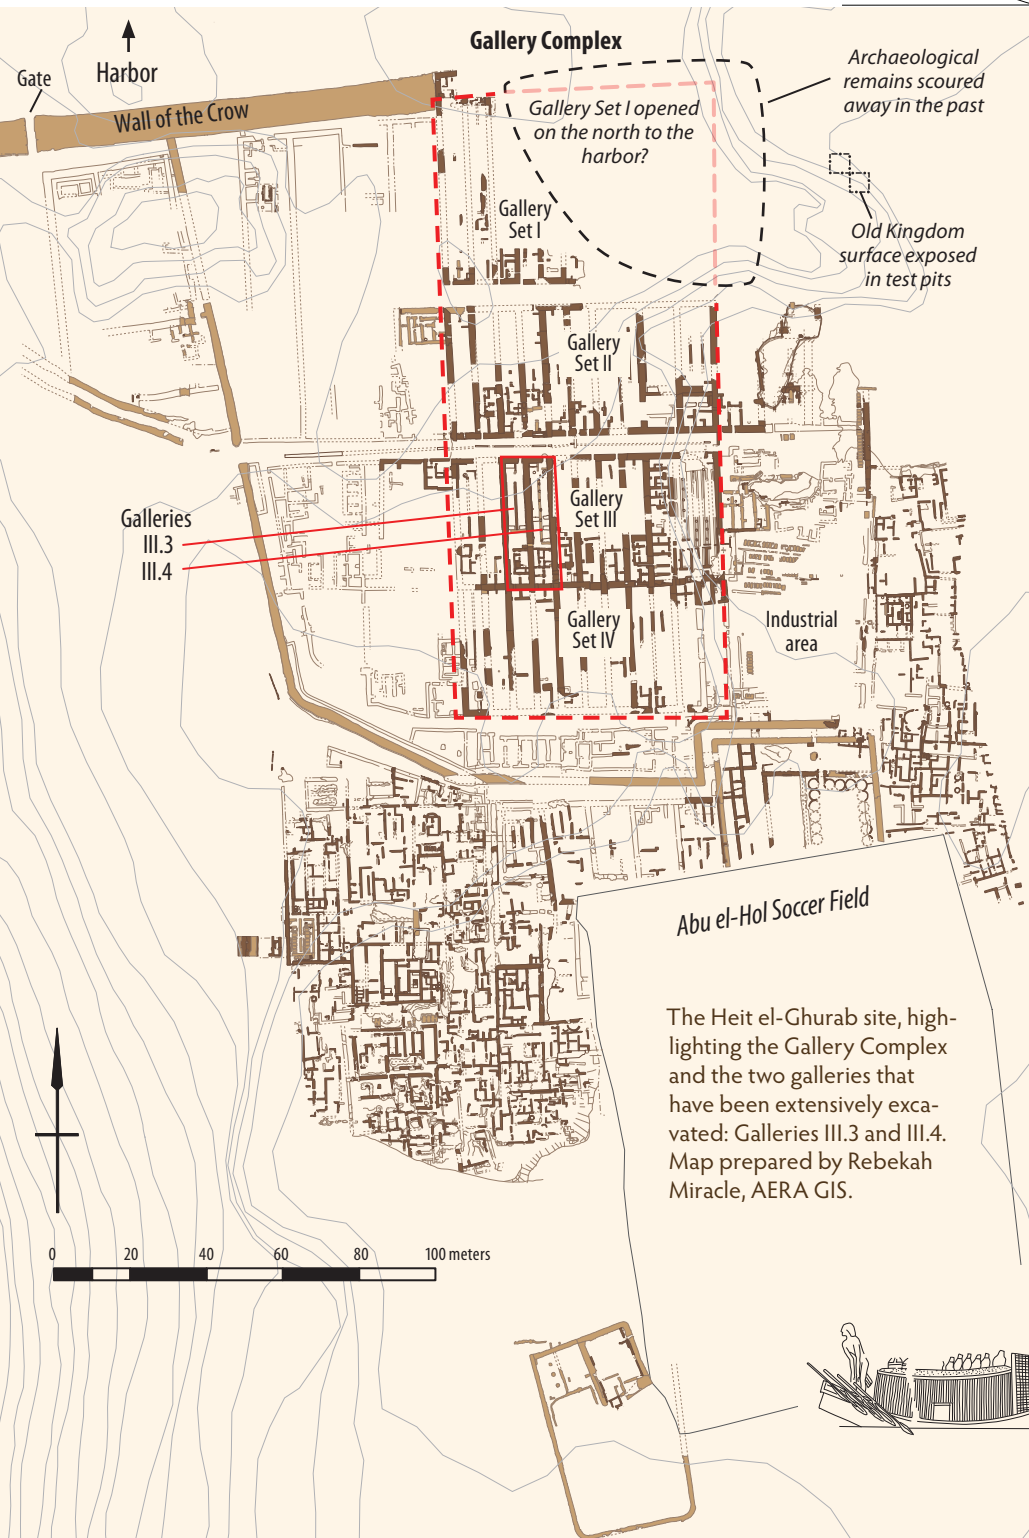 Gallery Complex
Gate
Harbor
Wall of the Crow
Gallery Set I opened
on the north to the
harbor?
Archaeological
remains scoured
away in the past
Old Kingdom
surface exposed
in test pits
Gallery
Set I
Gallery
Set II
Galleries
III.3
III.4
Gallery
Set III
Gallery
Set IV
Industrial
area
Abu el-Hol Soccer Field
The Heit el-Ghurab site, high-
lighting the Gallery Complex
and the two galleries that
have been extensively exca-
vated: Galleries III.3 and III.4.
Map prepared by Rebekah
Miracle, AERA GIS.
0 20 40 60 80 100 meters